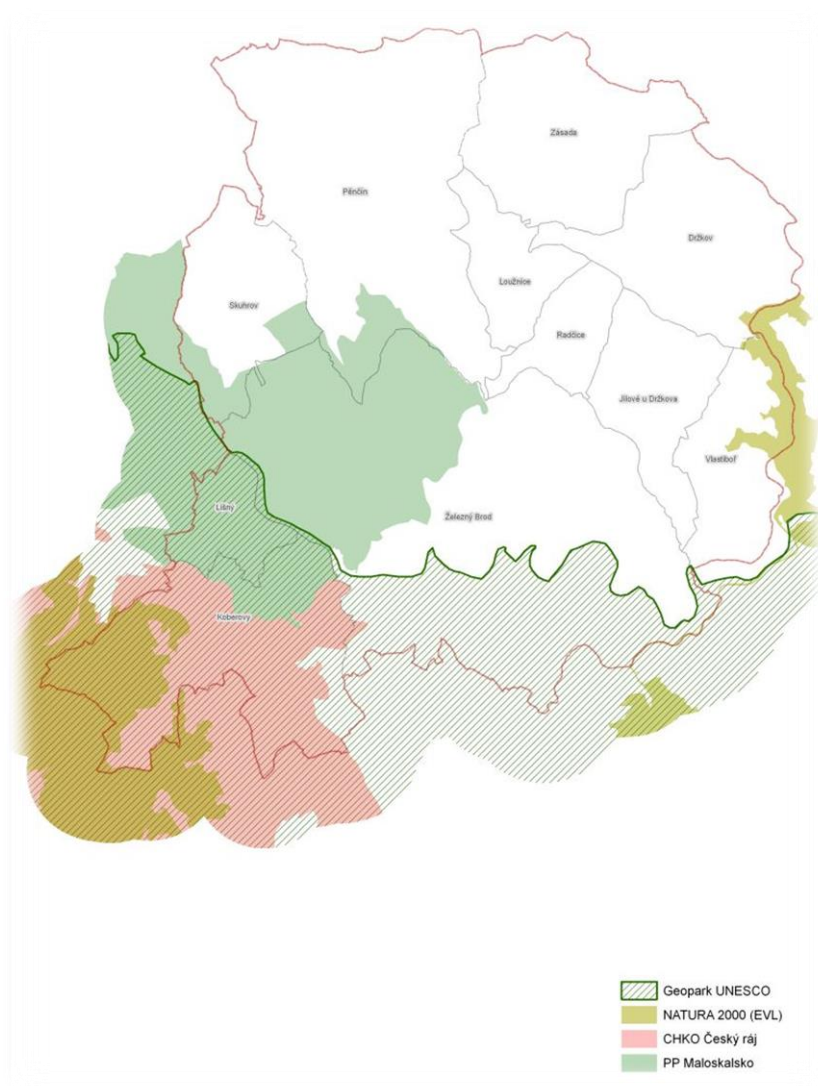 Zásada
Pěnčín
Držkov
Loužnice
Skuhrov
Radčice
Jílové u Držkova
Vlastiboř
Líšný
Železný Brod
Koberovy
Geopark UNESCO
NATURA 2000 (EVL)
CHKO Český ráj
PP Maloskalsko